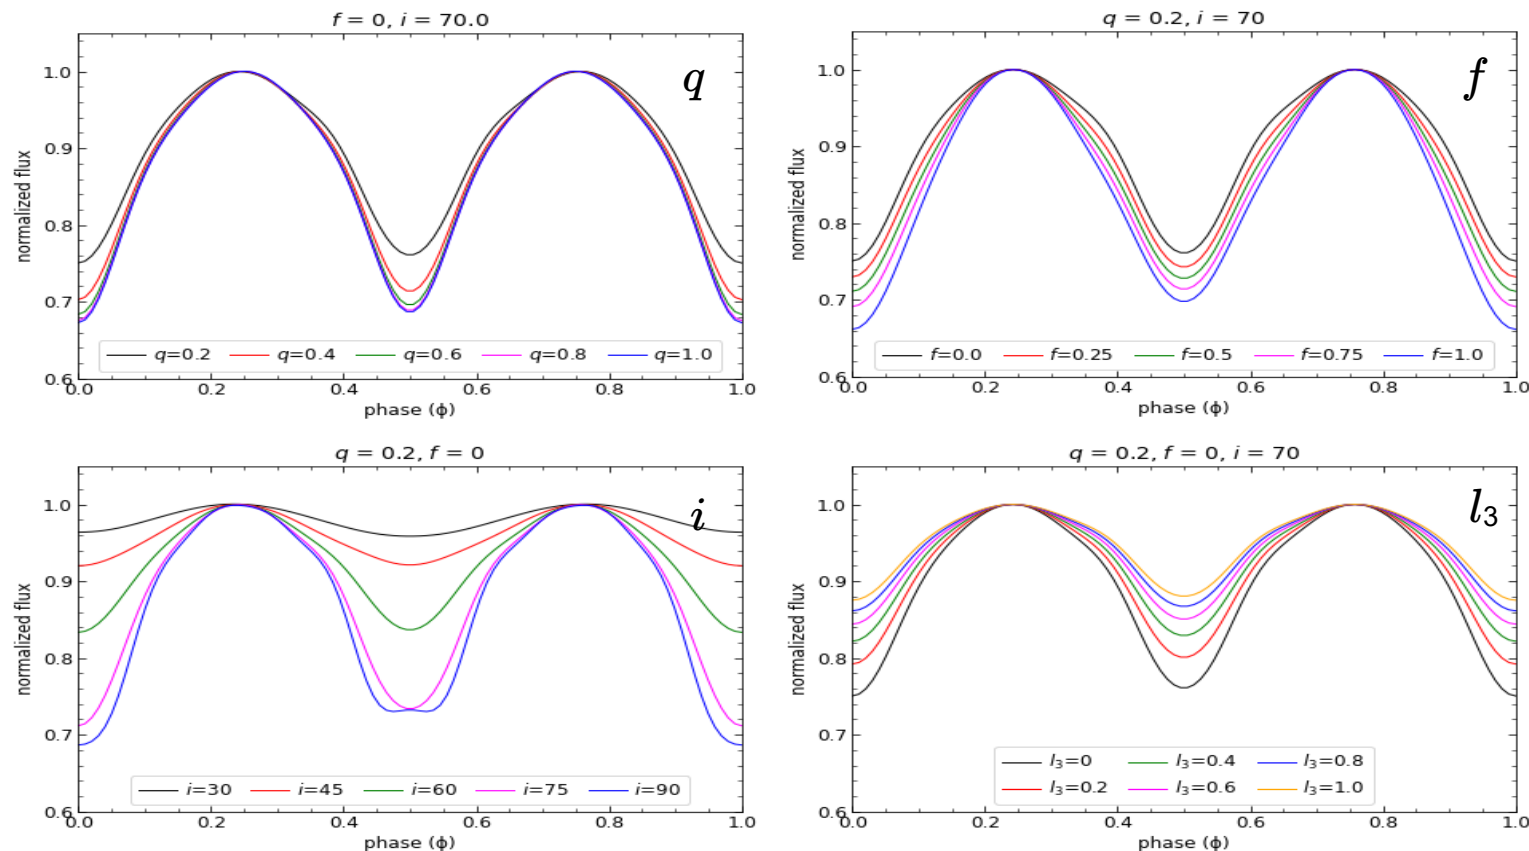 f = 0, i = 70.0
q
1.0
0.9
0.8
0.7
0.6
normalized flux
q=0.2 q=0.4 q=0.6 q=0.8 q=1.0
0.0 0.2 0.4 0.6 0.8 1.0
phase (ϕ)
q = 0.2, i = 70
f
1.0
0.9
0.8
0.7
0.6
normalized flux
f=0.0 f=0.25 f=0.5 f=0.75 f=1.0
0.0 0.2 0.4 0.6 0.8 1.0
phase (ϕ)
q = 0.2, f = 0
i
1.0
0.9
0.8
0.7
0.6
normalized flux
i=30 i=45 i=60 i=75 i=90
0.0 0.2 0.4 0.6 0.8 1.0
phase (ϕ)
q = 0.2, f = 0, i = 70
l₃
1.0
0.9
0.8
0.7
0.6
normalized flux
l₃=0 l₃=0.4 l₃=0.8
l₃=0.2 l₃=0.6 l₃=1.0
0.0 0.2 0.4 0.6 0.8 1.0
phase (ϕ)